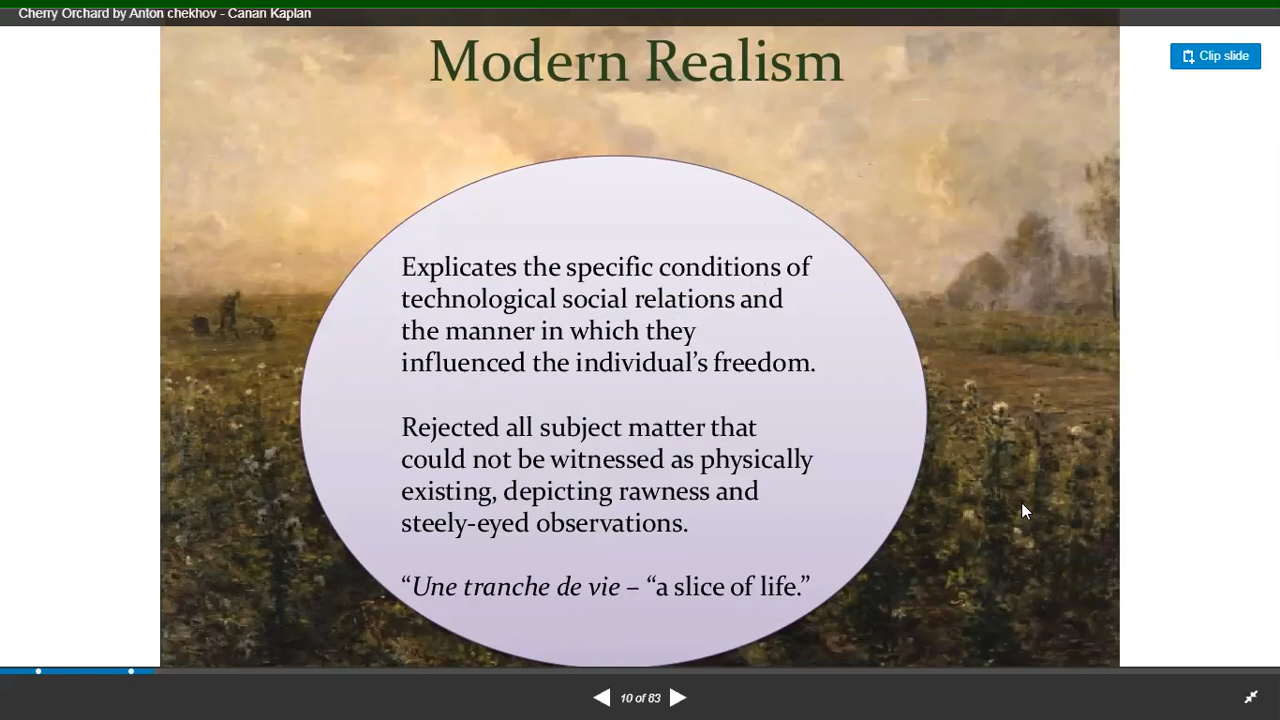 Cherry Orchard by Anton chekhov - Canan Kaplan
Modern Realism
Clip slide
Explicates the specific conditions of
technological social relations and
the manner in which they
influenced the individual’s freedom.
Rejected all subject matter that
could not be witnessed as physically
existing, depicting rawness and
steely-eyed observations.
“Une tranche de vie – “a slice of life.”
10 of 83